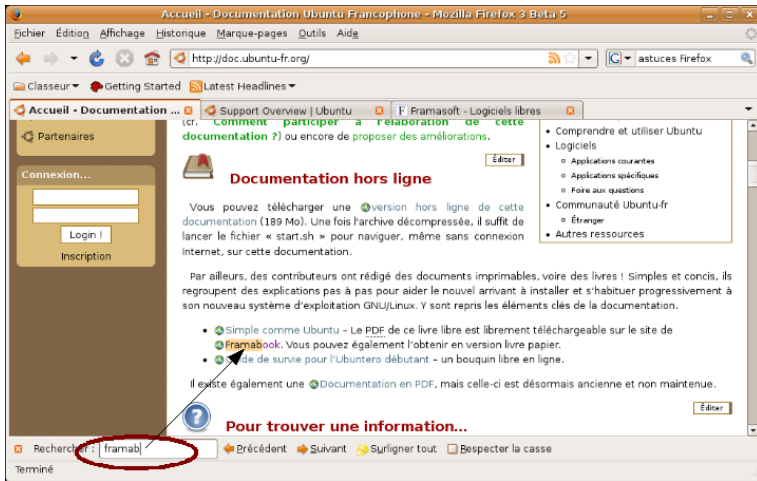 Accueil - Documentation Ubuntu Francophone - Mozilla Firefox 3 Beta 5
Fichier Édition Affichage Historique Marque-pages Outils Aide
http://doc.ubuntu-fr.org/
astuces Firefox
Classeur Getting Started Latest Headlines
Accueil - Documentation ... Support Overview | Ubuntu Framasoft - Logiciels libres
Partenaires
Connexion...
Login !
Inscription
(cf. Comment participer à l'élaboration de cette
documentation ?) ou encore de proposer des améliorations.
Éditer
Documentation hors ligne
Vous pouvez télécharger une version hors ligne de cette
documentation (189 Mo). Une fois l'archive décompressée, il suffit de
lancer le fichier « start.sh » pour naviguer, même sans connexion
Internet, sur cette documentation.
Comprendre et utiliser Ubuntu
Logiciels
Applications courantes
Applications spécifiques
Foire aux questions
Communauté Ubuntu-fr
Étranger
Autres ressources
Par ailleurs, des contributeurs ont rédigé des documents imprimables, voire des livres ! Simples et concis, ils
regroupent des explications pas à pas pour aider le nouvel arrivant à installer et s'habituer progressivement à
son nouveau système d'exploitation GNU/Linux. Y sont repris les éléments clés de la documentation.
Simple comme Ubuntu – Le PDF de ce livre libre est librement téléchargeable sur le site de
Framabook. Vous pouvez également l'obtenir en version livre papier.
Guide de survie pour l'Ubuntero débutant – un bouquin libre en ligne.
Il existe également une Documentation en PDF, mais celle-ci est désormais ancienne et non maintenue.
Éditer
Pour trouver une information...
Rechercher : framab Précédent Suivant Surligner tout Respecter la casse
Terminé